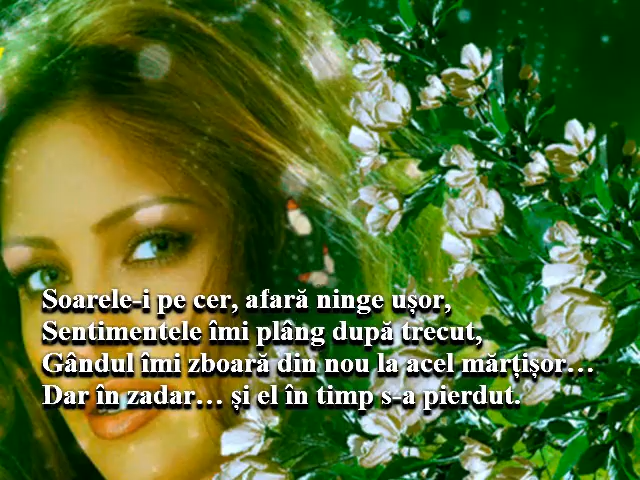 Soarele-i pe cer, afară ninge ușor,
Sentimentele îmi plâng după trecut,
Gândul îmi zboară din nou la acel mărțișor…
Dar în zadar… și el în timp s-a pierdut.